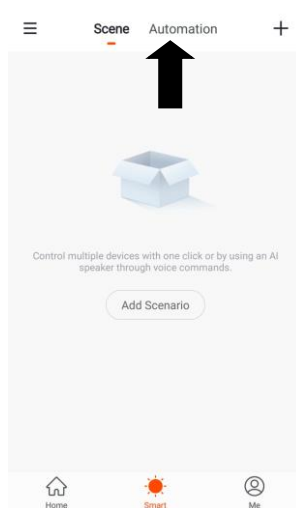 Scene Automation
Control multiple devices with one click or by using an AI
speaker through voice commands.
Add Scenario
Home Smart Me